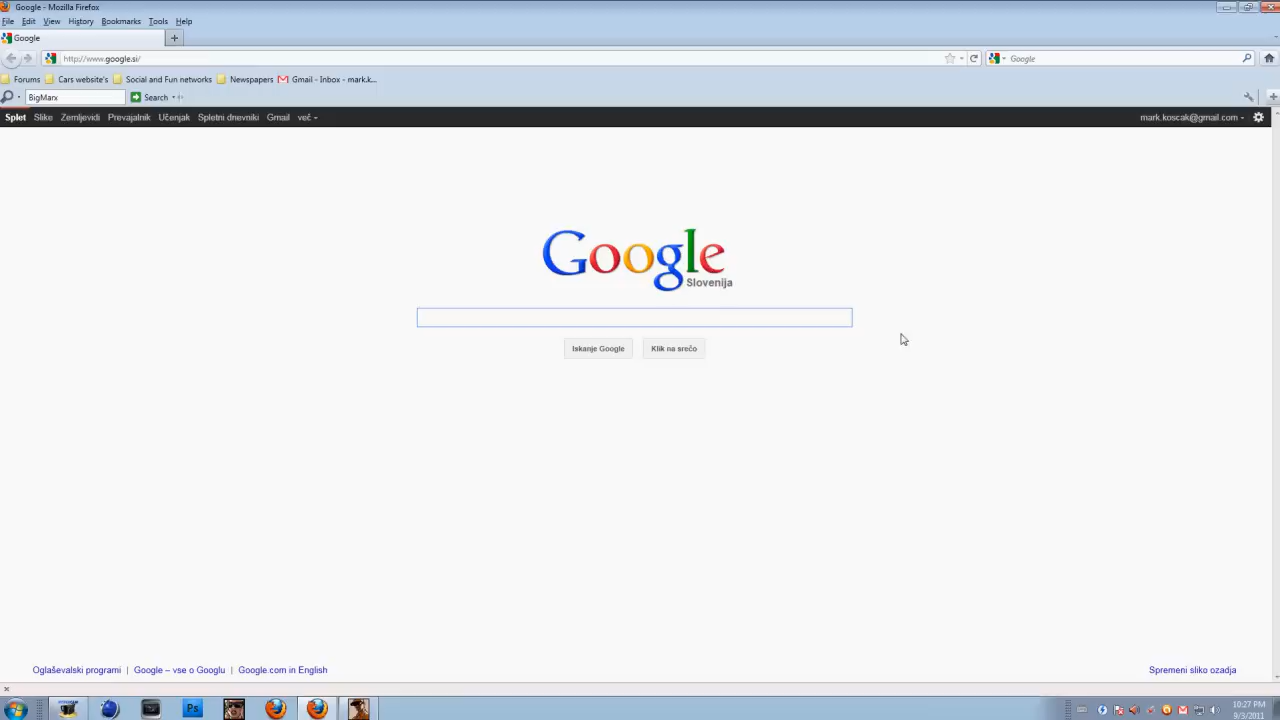 Google - Mozilla Firefox
File Edit View History Bookmarks Tools Help
Google
http://www.google.si/
Google
Forums Cars website's Social and Fun networks Newspapers Gmail - Inbox - mark.k...
BigMarx Search
Splet Slike Zemljevidi Prevajalnik Učenjak Spletni dnevniki Gmail več
mark.koscak@gmail.com
Google
Slovenija
Iskanje Google Klik na srečo
Oglaševalski programi | Google – vse o Googlu | Google.com in English
Spremeni sliko ozadja
Ps
10:27 PM
9/3/2011